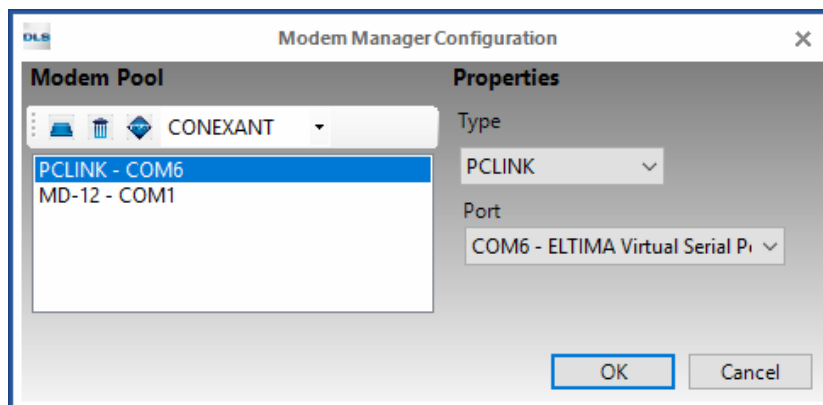 DLS
Modem Manager Configuration
Modem Pool
CONEXANT
PCLINK - COM6
MD-12 - COM1
Properties
Type
PCLINK
Port
COM6 - ELTIMA Virtual Serial P
OK
Cancel